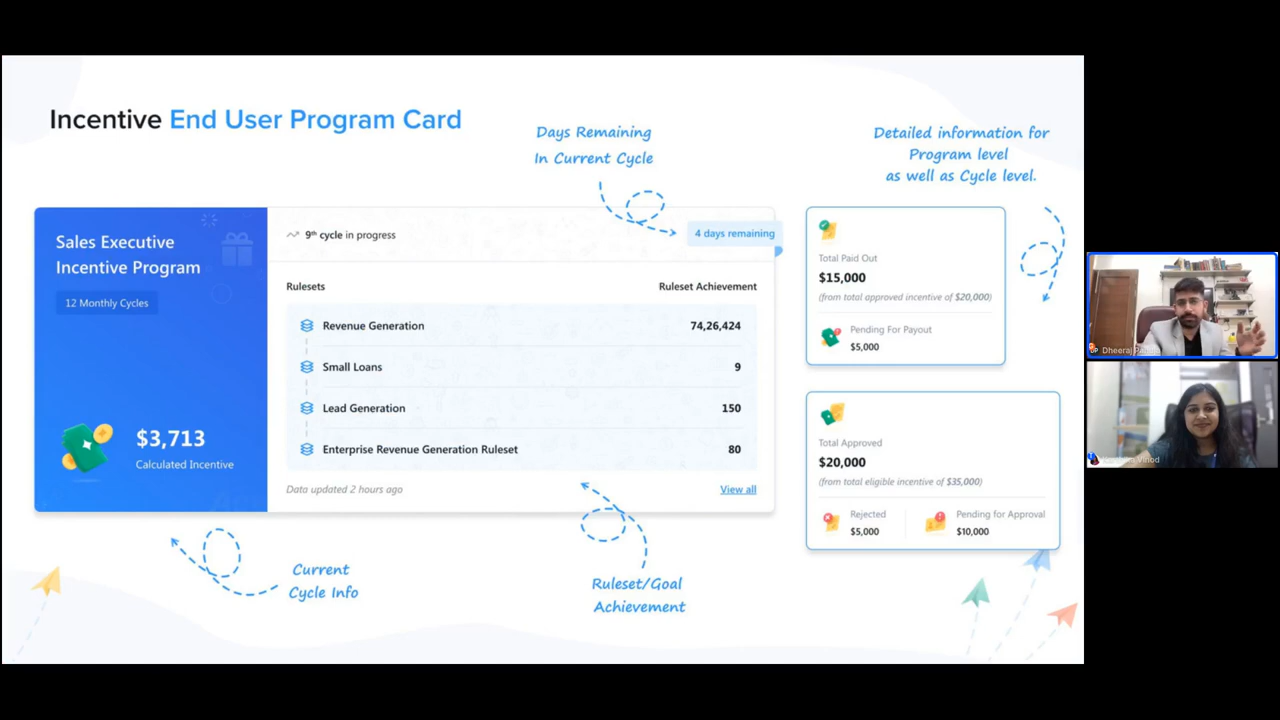 Incentive End User Program Card
Days Remaining
In Current Cycle
Detailed information for
Program level
as well as Cycle level.
Sales Executive
Incentive Program
12 Monthly Cycles
$3,713
Calculated Incentive
9th cycle in progress
4 days remaining
Rulesets Ruleset Achievement
Revenue Generation 74,26,424
Small Loans 9
Lead Generation 150
Enterprise Revenue Generation Ruleset 80
Data updated 2 hours ago View all
Total Paid Out
$15,000
(from total approved incentive of $20,000)
Pending For Payout
$5,000
Total Approved
$20,000
(from total eligible incentive of $35,000)
Rejected
$5,000
Pending for Approval
$10,000
Current
Cycle Info
Ruleset/Goal
Achievement
Dheeraj
Vinod